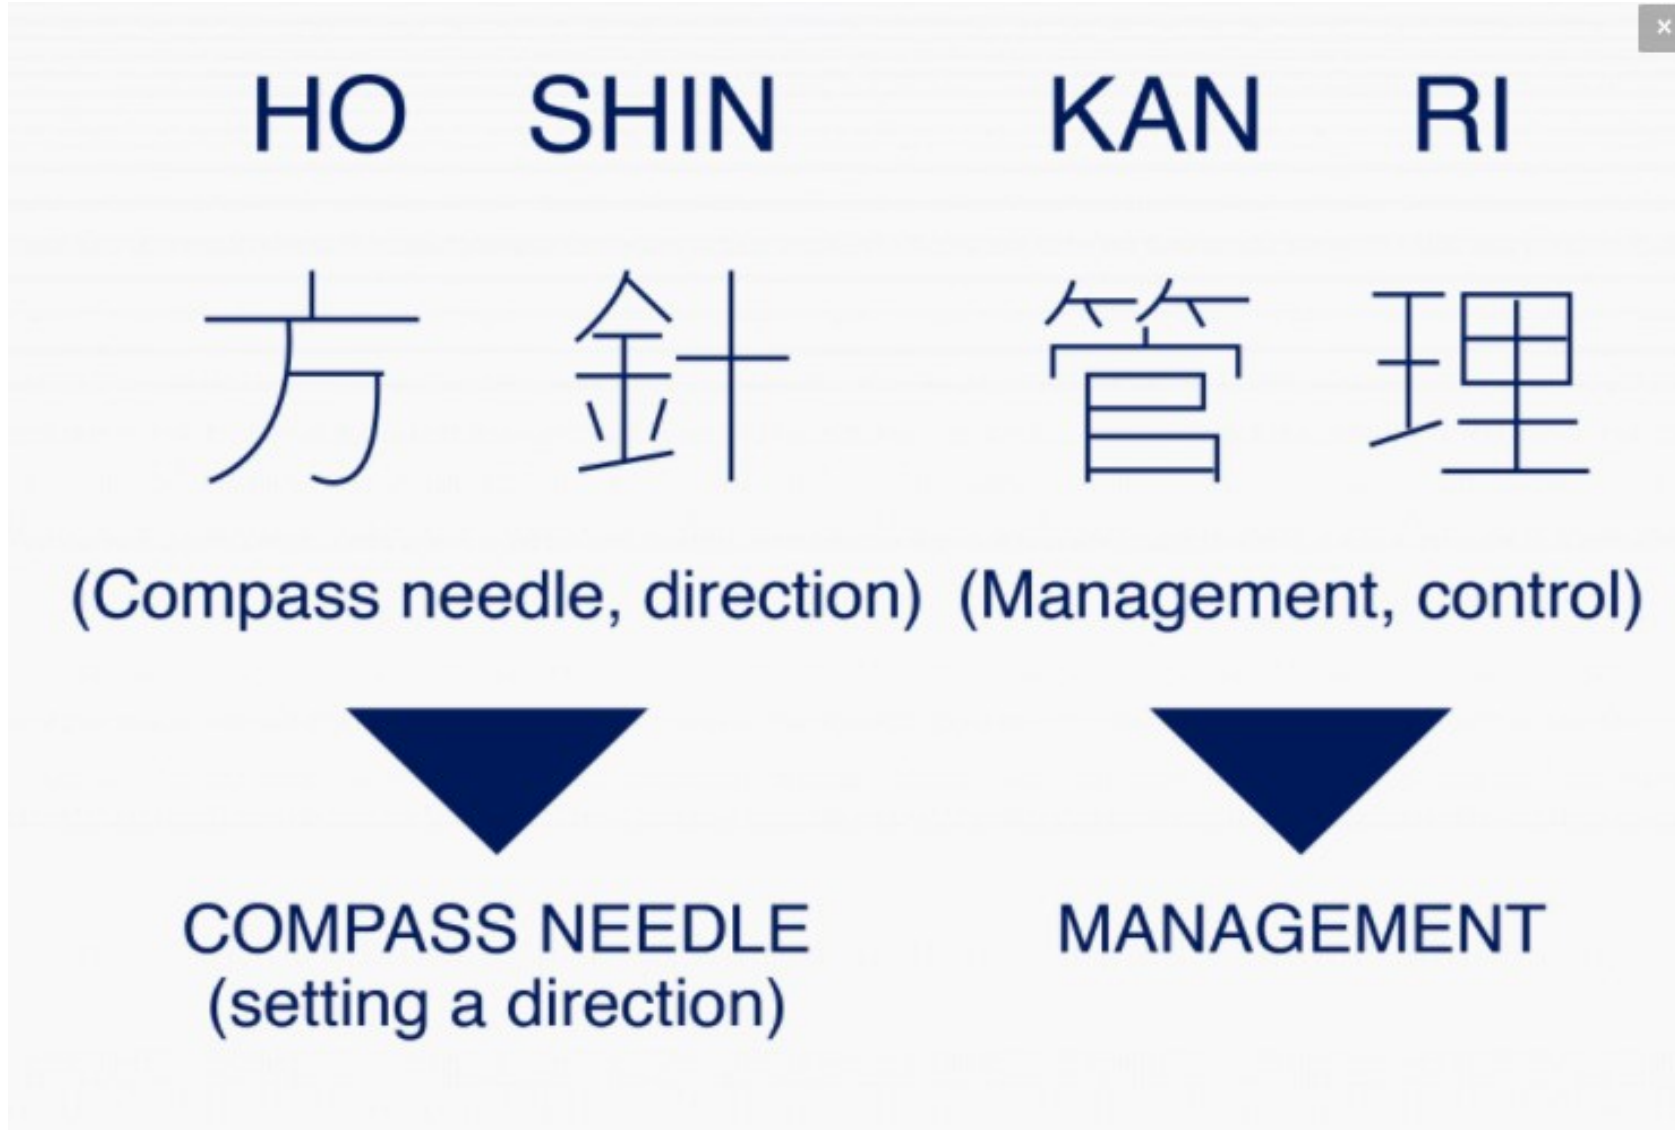 HO SHIN KAN RI
方 針 管 理
(Compass needle, direction) (Management, control)
COMPASS NEEDLE MANAGEMENT
(setting a direction)